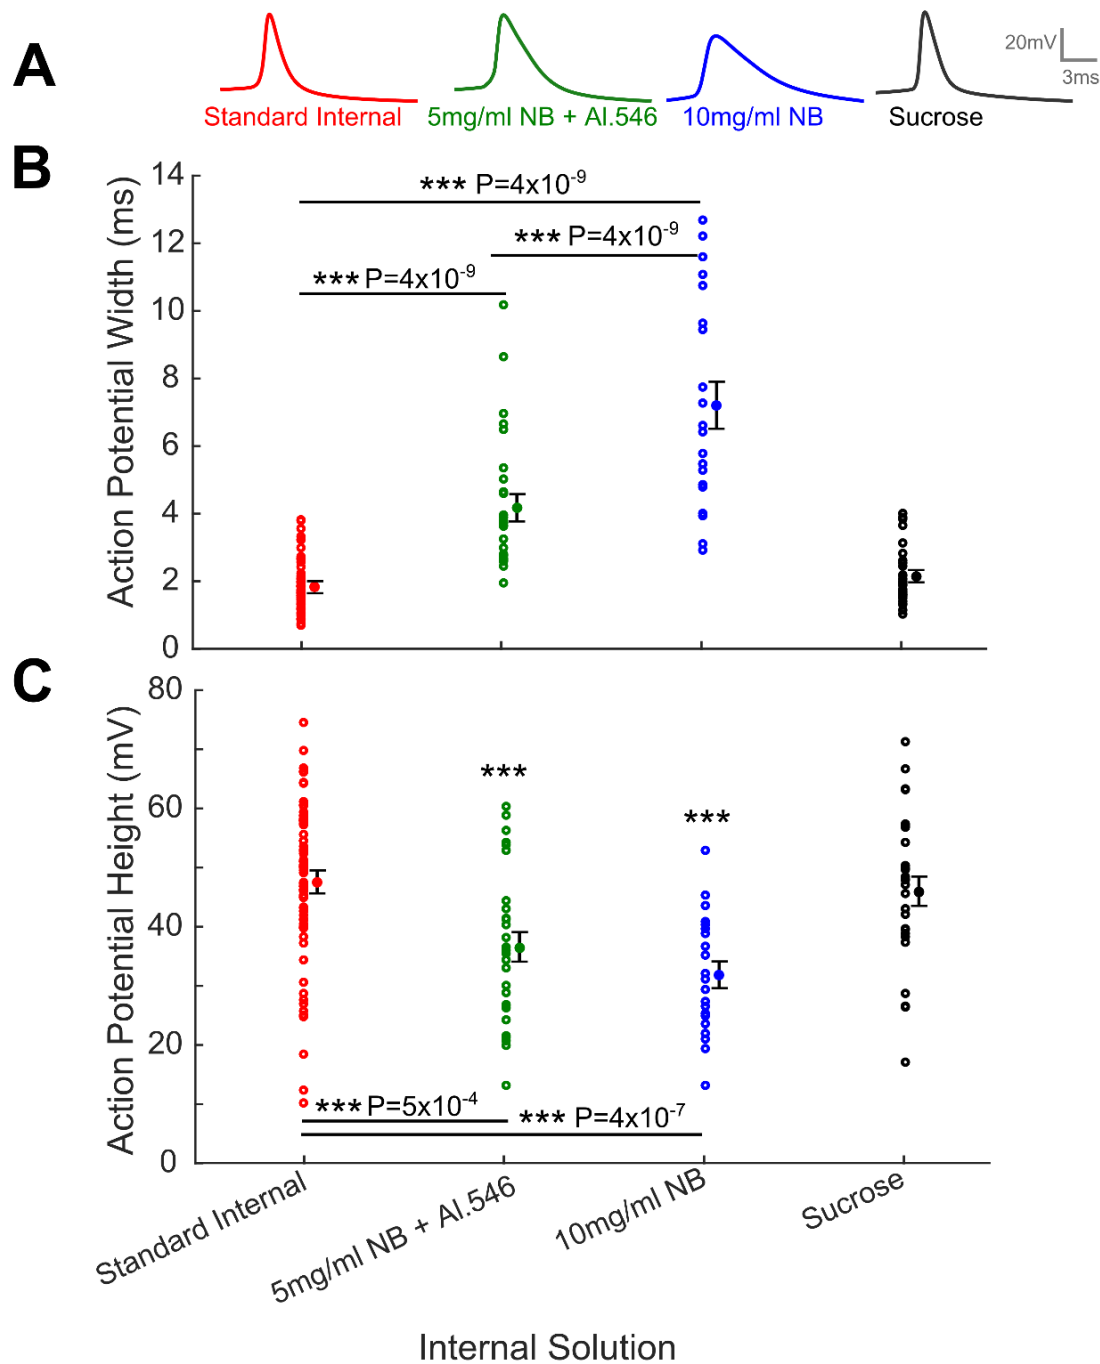 A
20mV
3ms
Standard Internal
5mg/ml NB + Al.546
10mg/ml NB
Sucrose
B
Action Potential Width (ms)
14
12
10
8
6
4
2
0
*** P=4x10-9
*** P=4x10-9
*** P=4x10-9
C
Action Potential Height (mV)
80
60
40
20
0
***
***
*** P=5x10-4
*** P=4x10-7
Standard Internal
5mg/ml NB + Al.546
10mg/ml NB
Sucrose
Internal Solution